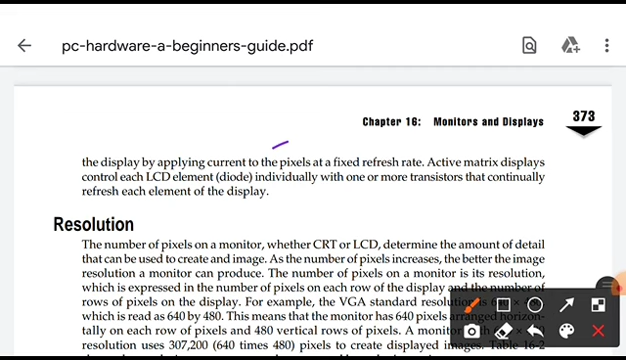 pc-hardware-a-beginners-guide.pdf
Chapter 16: Monitors and Displays
373
the display by applying current to the pixels at a fixed refresh rate. Active matrix displays
control each LCD element (diode) individually with one or more transistors that continually
refresh each element of the display.
Resolution
The number of pixels on a monitor, whether CRT or LCD, determine the amount of detail
that can be used to create and image. As the number of pixels increases, the better the image
resolution a monitor can produce. The number of pixels on a monitor is its resolution,
which is expressed in the number of pixels on each row of the display and the number of
rows of pixels on the display. For example, the VGA standard resolution is
which is read as 640 by 480. This means that the monitor has 640 pixels arranged horizon-
tally on each row of pixels and 480 vertical rows of pixels. A monitor
resolution uses 307,200 (640 times 480) pixels to create displayed images. Table 16-2